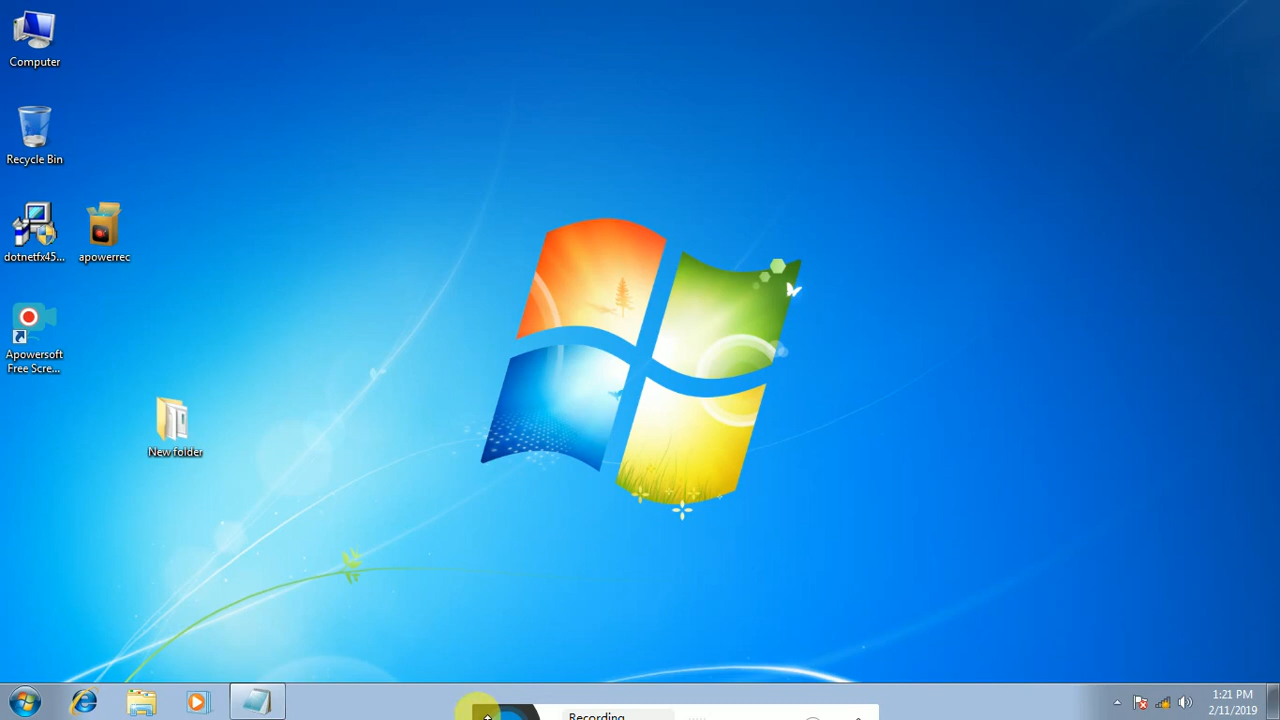 Computer
Recycle Bin
dotnetfx45...
apowerrec
Apowersoft
Free Scre...
New folder
Recording
1:21 PM
2/11/2019